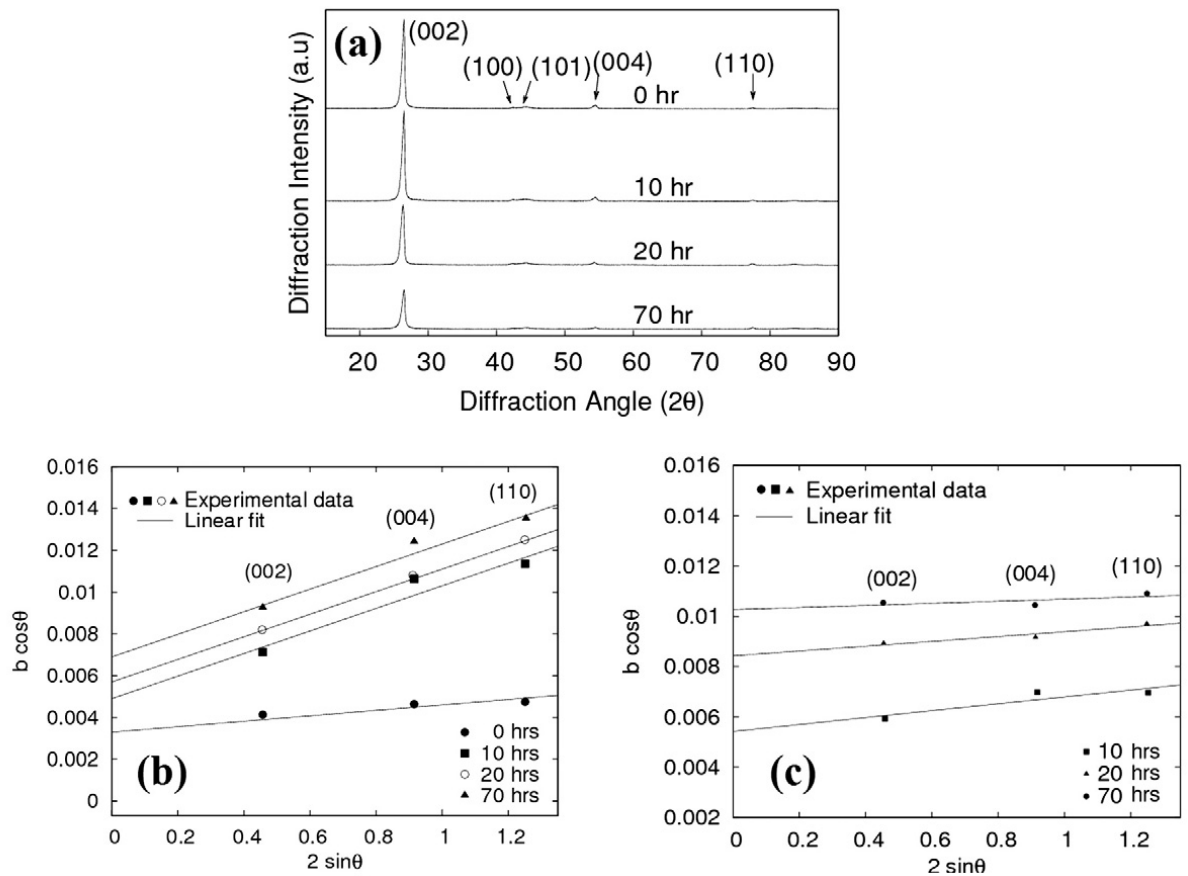 (a)
(002)
(100) (101) (004) (110)
0 hr
10 hr
20 hr
70 hr
Diffraction Intensity (a.u)
20 30 40 50 60 70 80 90
Diffraction Angle (2θ)
0.016
0.014
0.012
0.01
0.008
0.006
0.004
0.002
0
b cosθ
Experimental data
Linear fit
(002)
(004)
(110)
0 hrs
10 hrs
20 hrs
70 hrs
(b)
0 0.2 0.4 0.6 0.8 1 1.2
2 sinθ
0.016
0.014
0.012
0.01
0.008
0.006
0.004
0.002
b cosθ
Experimental data
Linear fit
(002)
(004)
(110)
10 hrs
20 hrs
70 hrs
(c)
0 0.2 0.4 0.6 0.8 1 1.2
2 sinθ